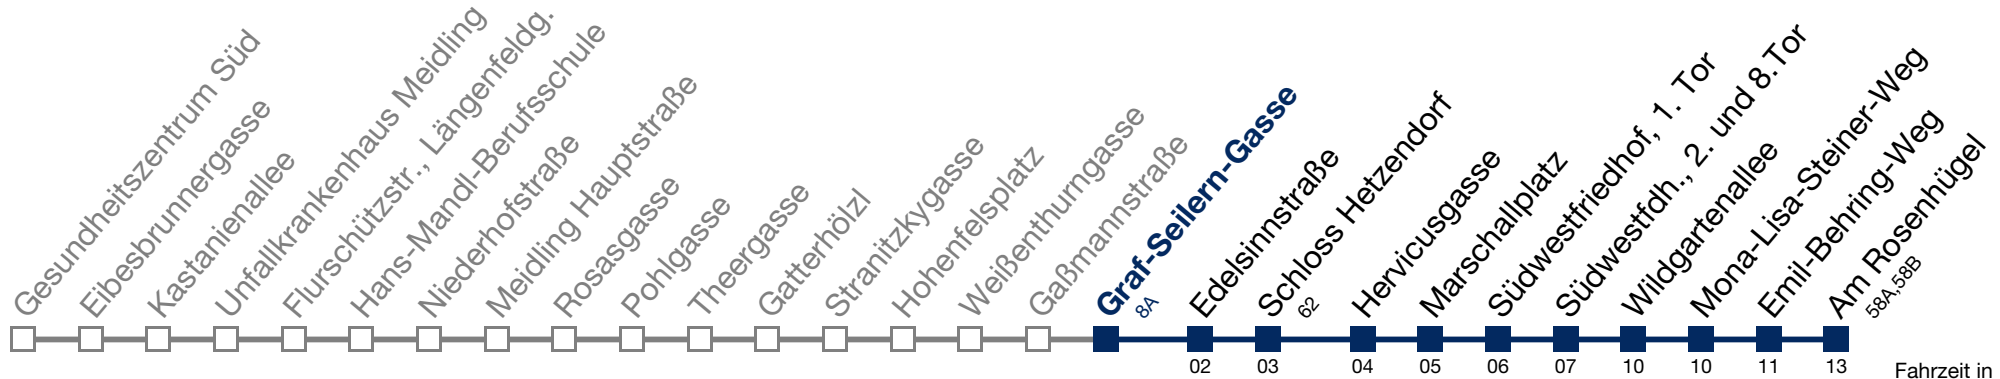 Gesundheitszentrum Süd
Eibesbrunnergasse
Kastanienallee
Unfallkrankenhaus Meidling
Flurschützstr., Längenfeldg.
Hans-Mandl-Berufsschule
Niederhofstraße
Meidling Hauptstraße
Rosasgasse
Pohlgasse
Theergasse
Gatterhölzl
Stranitzkygasse
Hohenfelsplatz
Weißenthurngasse
Gaßmannstraße
Graf-Seilern-Gasse
8A
Edelsinnstraße
Schloss Hetzendorf
62
Hervicusgasse
Marschallplatz
Südwestfriedhof, 1. Tor
Südwestfdh., 2. und 8.Tor
Wildgartenallee
Mona-Lisa-Steiner-Weg
Emil-Behring-Weg
Am Rosenhügel
58A,58B
02 03 04 05 06 07 10 10 11 13 Fahrzeit in